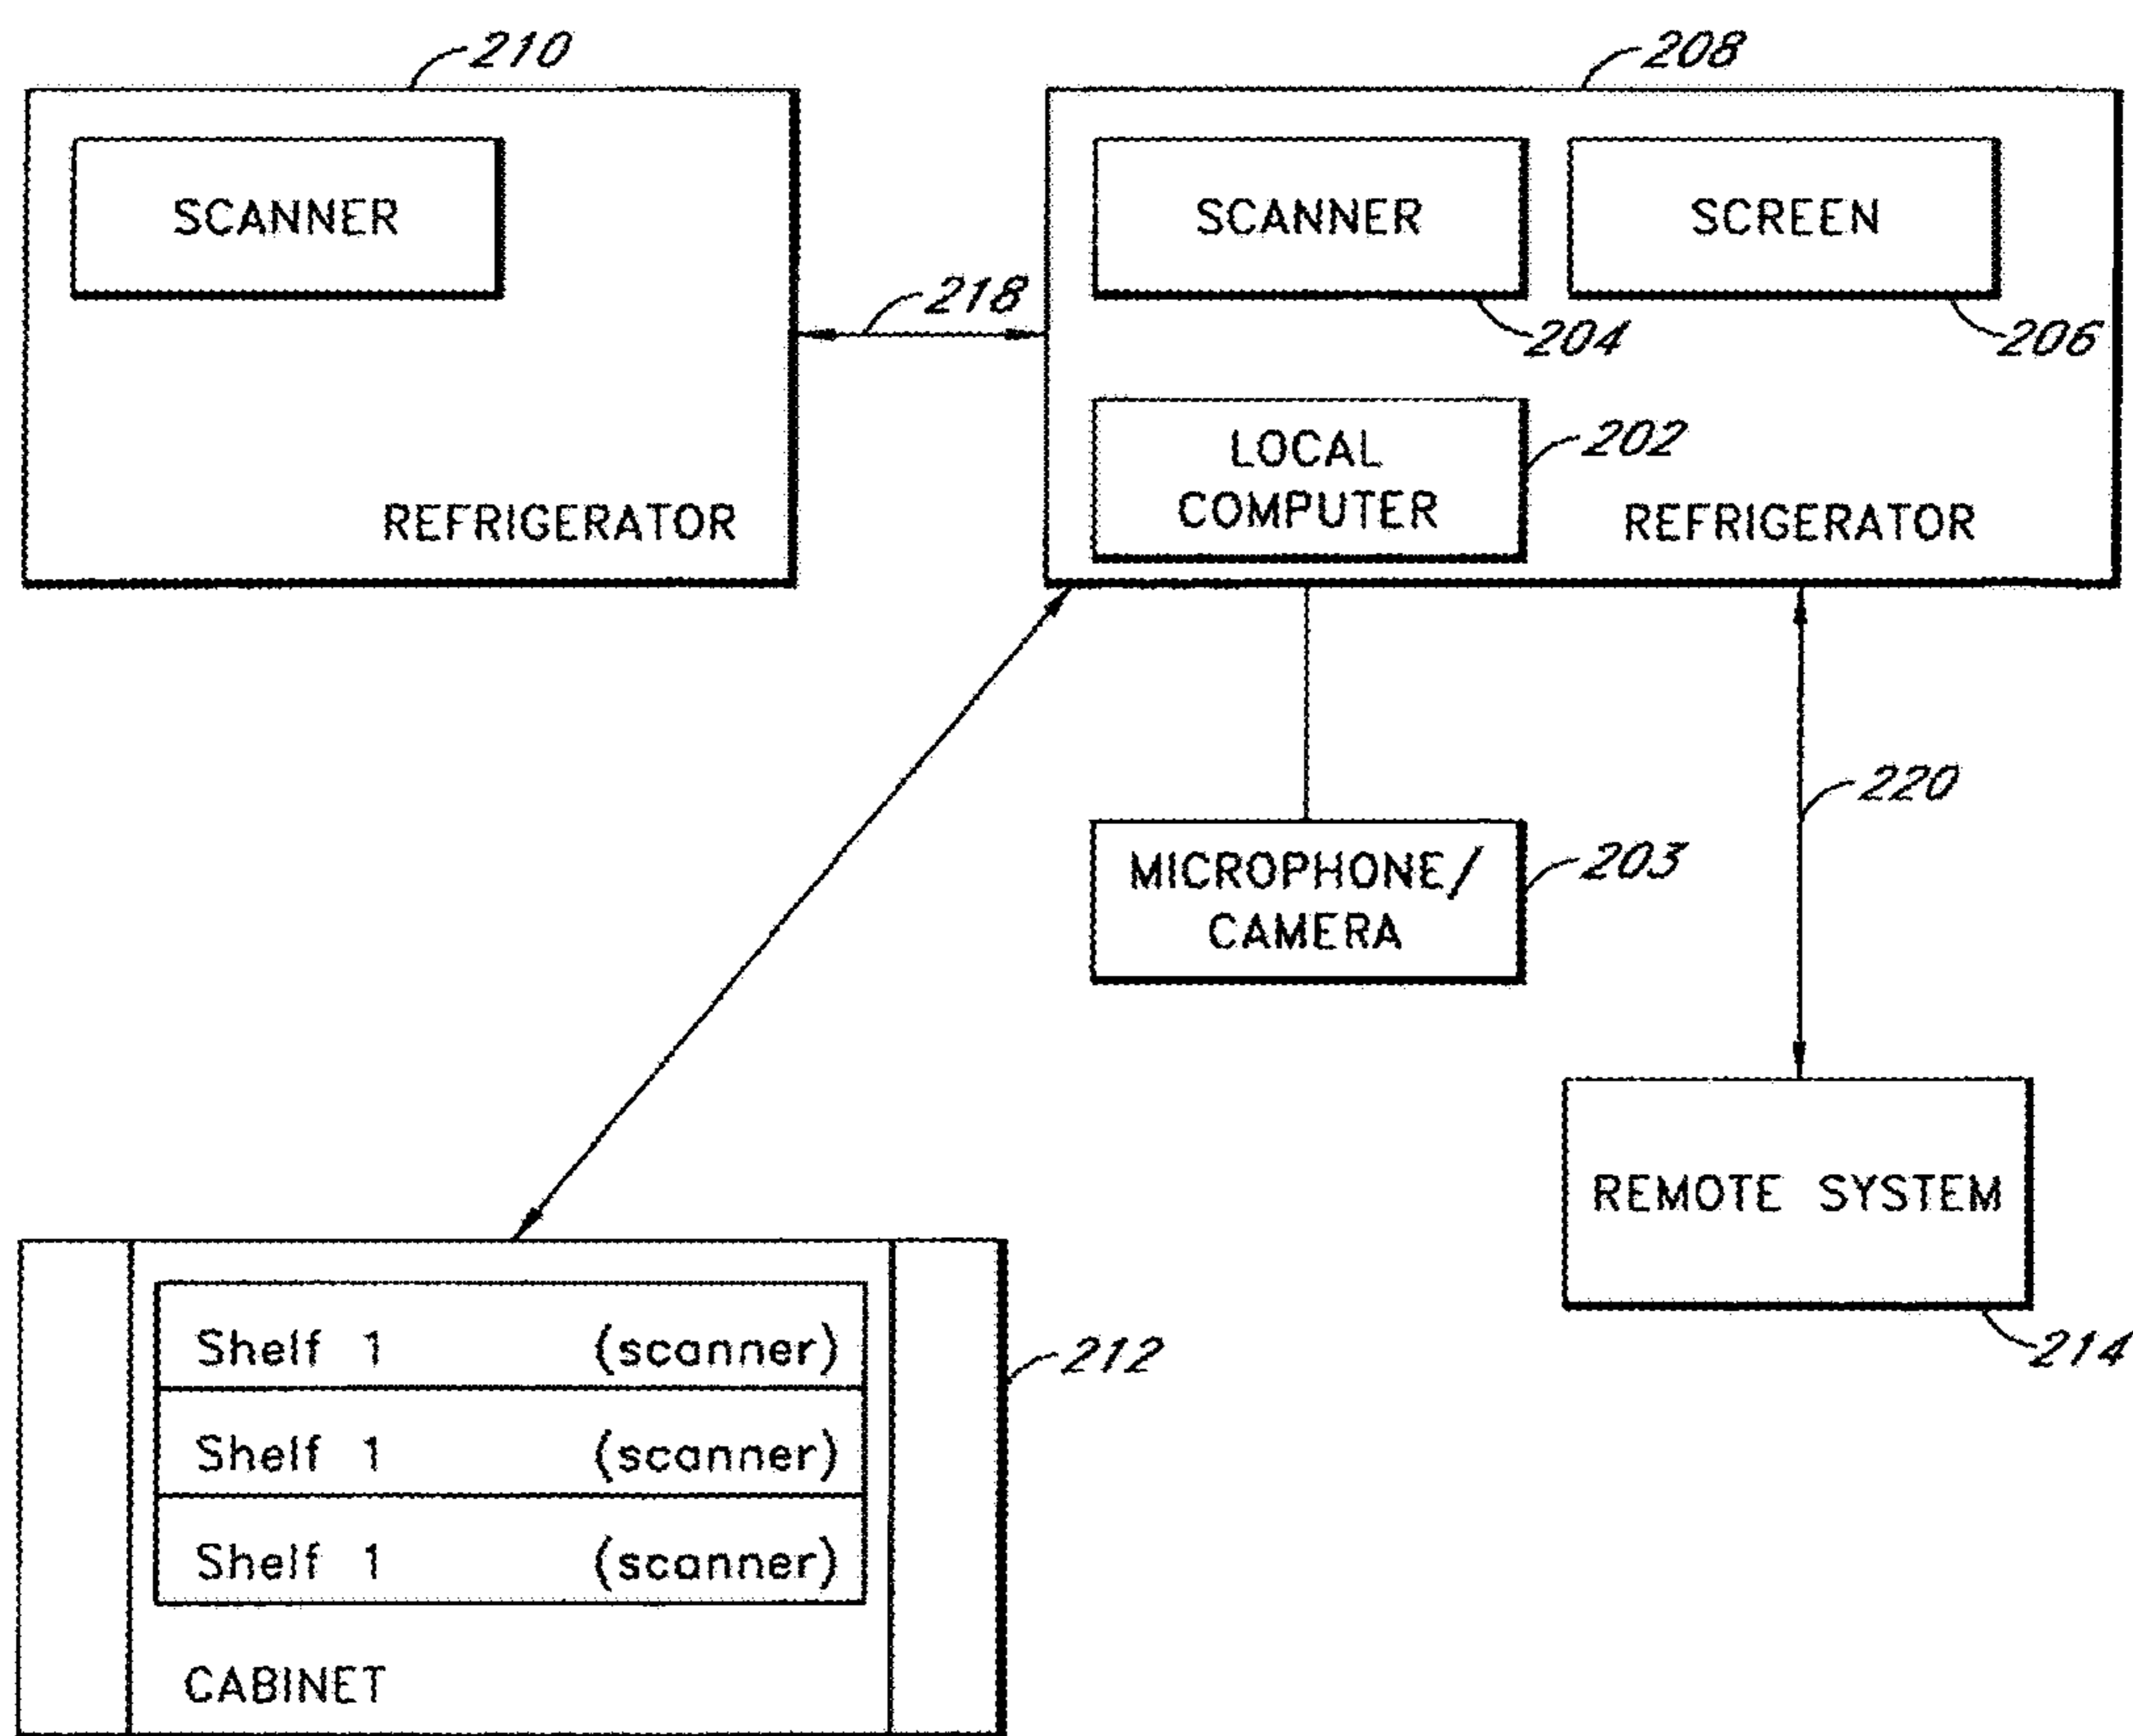 210
208
SCANNER
SCANNER
SCREEN
218
204
206
LOCAL
COMPUTER
202
REFRIGERATOR
REFRIGERATOR
220
MICROPHONE/
CAMERA
203
REMOTE SYSTEM
214
Shelf 1 (scanner)
212
Shelf 1 (scanner)
Shelf 1 (scanner)
CABINET